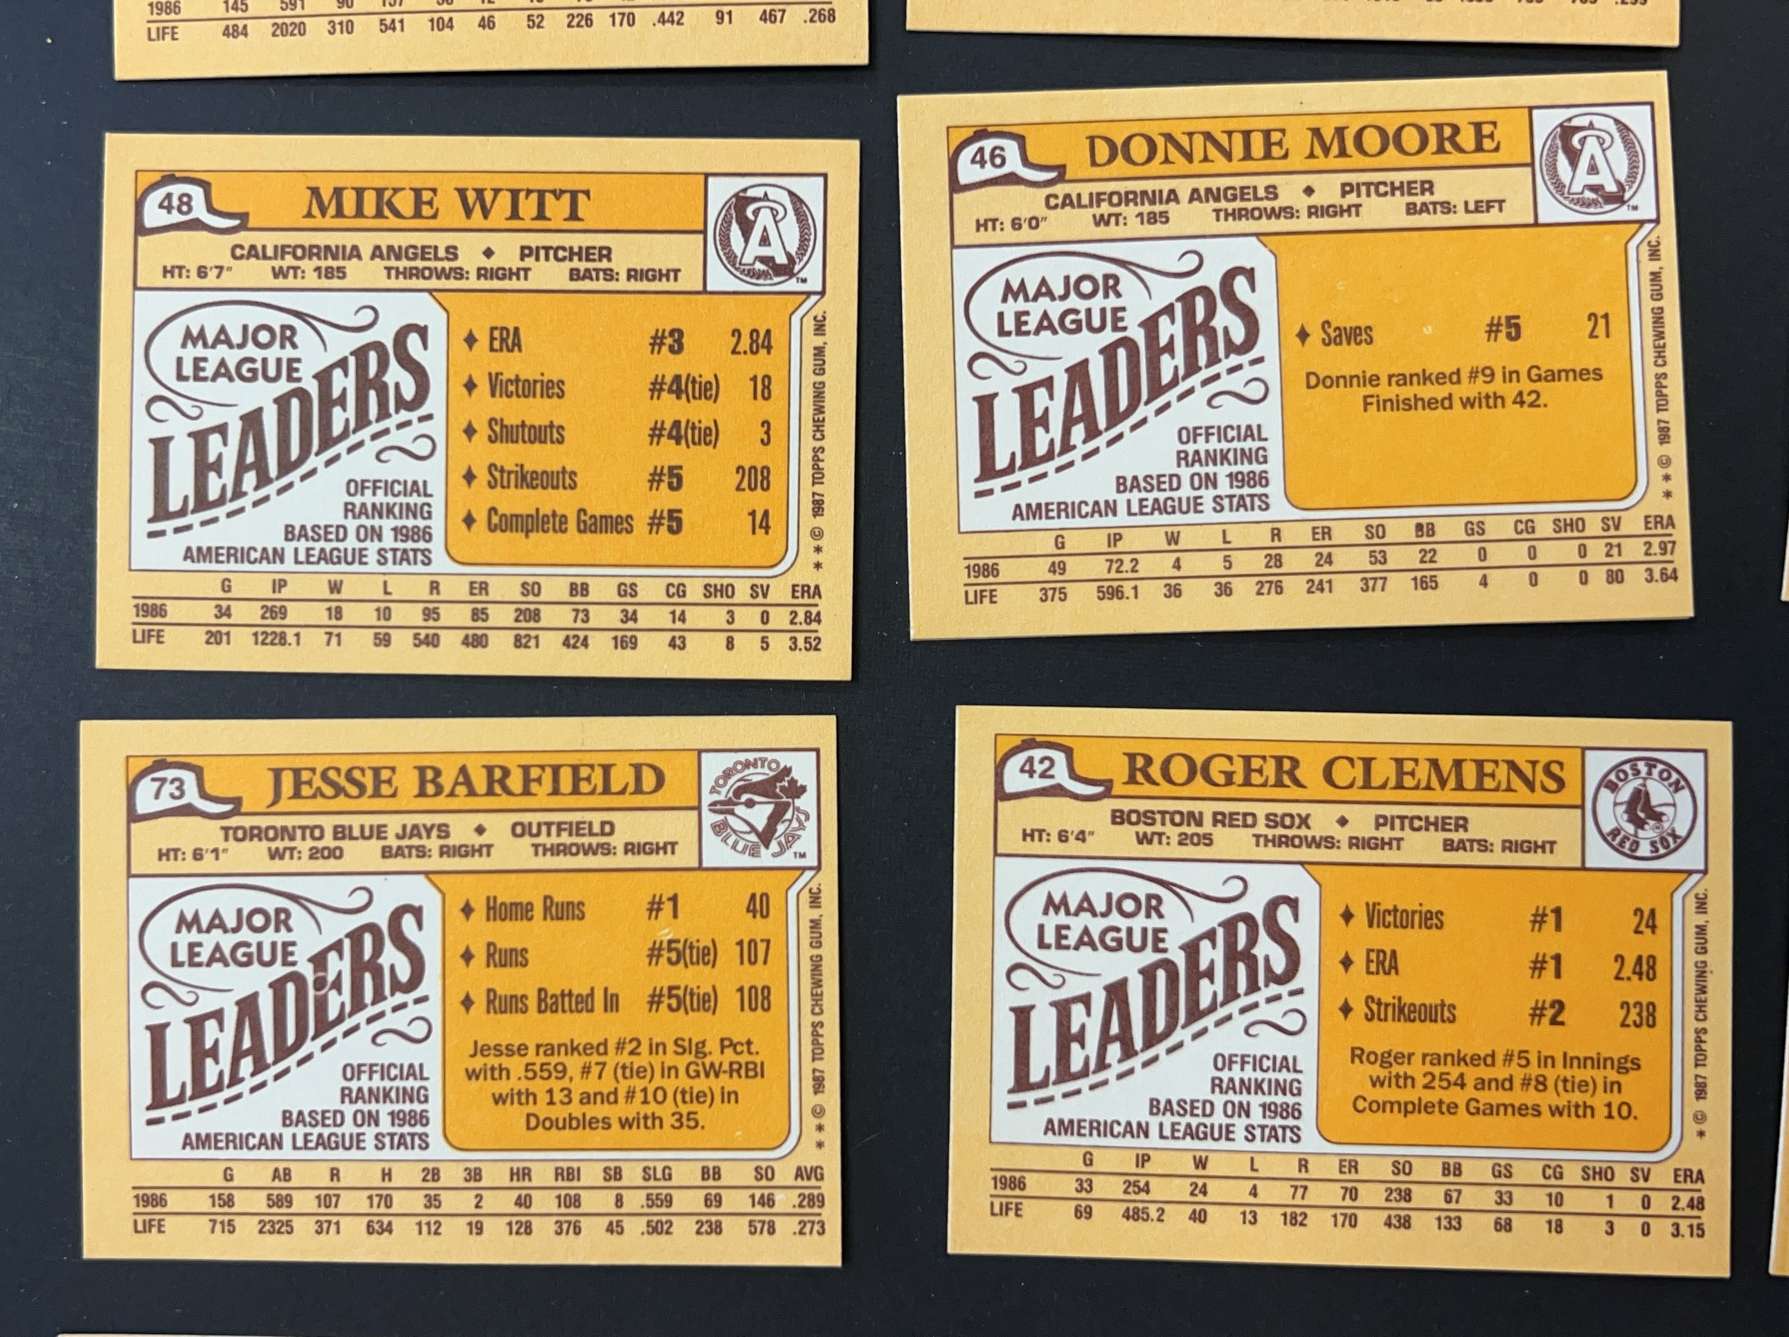 1986 145 591 90
LIFE 484 2020 310 541 104 46 52 226 170 .442 91 467 .268
48 MIKE WITT
CALIFORNIA ANGELS ♦ PITCHER
HT: 6'7" WT: 185 THROWS: RIGHT BATS: RIGHT
A
TM
MAJOR
LEAGUE
LEADERS
OFFICIAL
RANKING
BASED ON 1986
AMERICAN LEAGUE STATS
♦ ERA #3 2.84
♦ Victories #4(tie) 18
♦ Shutouts #4(tie) 3
♦ Strikeouts #5 208
♦ Complete Games #5 14
* * © 1987 TOPPS CHEWING GUM, INC.
G IP W L R ER SO BB GS CG SHO SV ERA
1986 34 269 18 10 95 85 208 73 34 14 3 0 2.84
LIFE 201 1228.1 71 59 540 480 821 424 169 43 8 5 3.52
46 DONNIE MOORE
CALIFORNIA ANGELS ♦ PITCHER
HT: 6'0" WT: 185 THROWS: RIGHT BATS: LEFT
A
TM
MAJOR
LEAGUE
LEADERS
OFFICIAL
RANKING
BASED ON 1986
AMERICAN LEAGUE STATS
♦ Saves #5 21
Donnie ranked #9 in Games
Finished with 42.
* * © 1987 TOPPS CHEWING GUM, INC.
G IP W L R ER SO BB GS CG SHO SV ERA
1986 49 72.2 4 5 28 24 53 22 0 0 0 21 2.97
LIFE 375 596.1 36 36 276 241 377 165 4 0 0 80 3.64
73 JESSE BARFIELD
TORONTO BLUE JAYS ♦ OUTFIELD
HT: 6'1" WT: 200 BATS: RIGHT THROWS: RIGHT
TORONTO
BLUE JAYS
TM
MAJOR
LEAGUE
LEADERS
OFFICIAL
RANKING
BASED ON 1986
AMERICAN LEAGUE STATS
♦ Home Runs #1 40
♦ Runs #5(tie) 107
♦ Runs Batted In #5(tie) 108
Jesse ranked #2 in Slg. Pct.
with .559, #7 (tie) in GW-RBI
with 13 and #10 (tie) in
Doubles with 35.
* * © 1987 TOPPS CHEWING GUM, INC.
G AB R H 2B 3B HR RBI SB SLG BB SO AVG
1986 158 589 107 170 35 2 40 108 8 .559 69 146 .289
LIFE 715 2325 371 634 112 19 128 376 45 .502 238 578 .273
42 ROGER CLEMENS
BOSTON RED SOX ♦ PITCHER
HT: 6'4" WT: 205 THROWS: RIGHT BATS: RIGHT
BOSTON
RED SOX
MAJOR
LEAGUE
LEADERS
OFFICIAL
RANKING
BASED ON 1986
AMERICAN LEAGUE STATS
♦ Victories #1 24
♦ ERA #1 2.48
♦ Strikeouts #2 238
Roger ranked #5 in Innings
with 254 and #8 (tie) in
Complete Games with 10.
* © 1987 TOPPS CHEWING GUM, INC.
G IP W L R ER SO BB GS CG SHO SV ERA
1986 33 254 24 4 77 70 238 67 33 10 1 0 2.48
LIFE 69 485.2 40 13 182 170 438 133 68 18 3 0 3.15